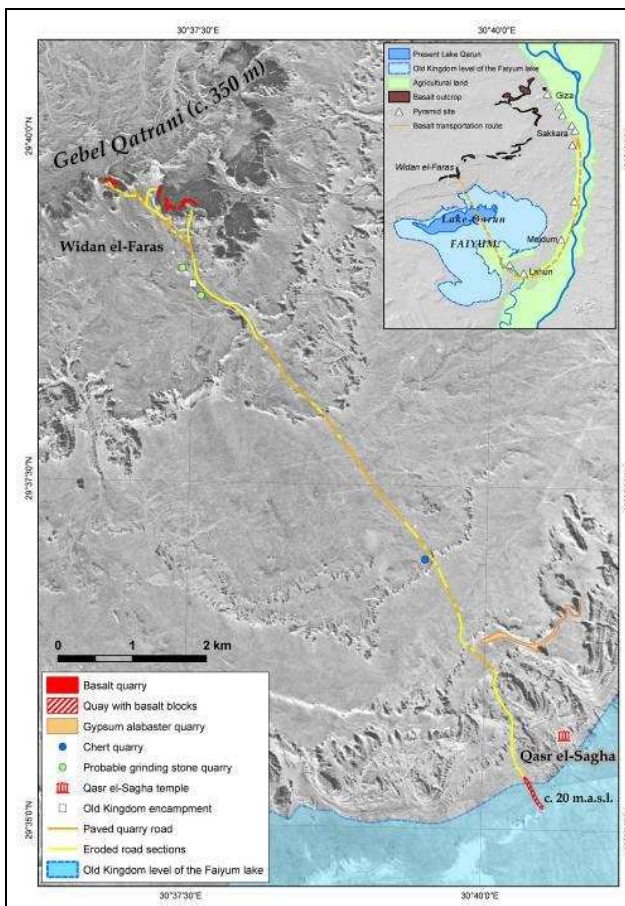 30°37'30"E
30°40'0"E
29°40'0"N
Gebel Qatrani (c. 350 m)
Widan el-Faras
Present Lake Qarun
Old Kingdom level of the Faiyum lake
Agricultural land
Basalt outcrop
Pyramid site
Basalt transportation route
Giza
Sakkara
Widan el-Faras
Lake Qarun
FAIYUM
Meidum
Lahun
29°37'30"N
0 1 2 km
Basalt quarry
Quay with basalt blocks
Gypsum alabaster quarry
Chert quarry
Probable grinding stone quarry
Qasr el-Sagha temple
Old Kingdom encampment
Paved quarry road
Eroded road sections
Old Kingdom level of the Faiyum lake
Qasr el-Sagha
c. 20 m.a.s.l.
29°35'0"N
30°37'30"E
30°40'0"E